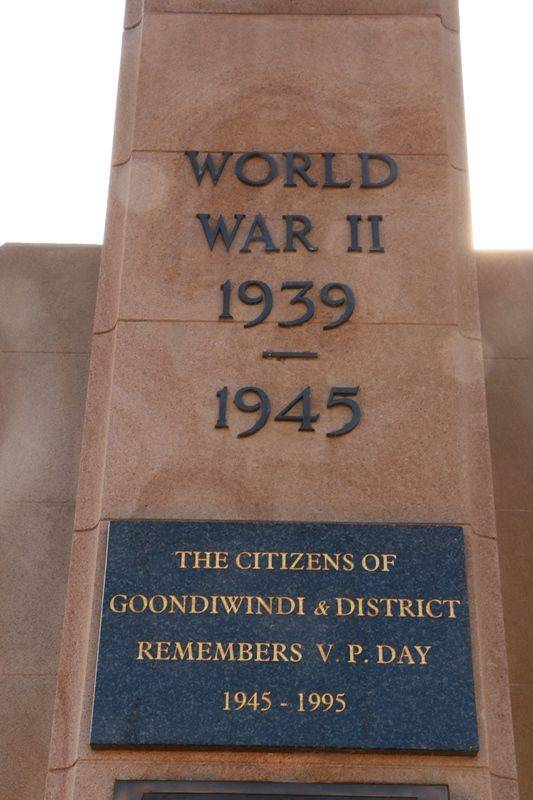 WORLD
WAR II
1939
—
1945
THE CITIZENS OF
GOONDIWINDI & DISTRICT
REMEMBERS V. P. DAY
1945 - 1995